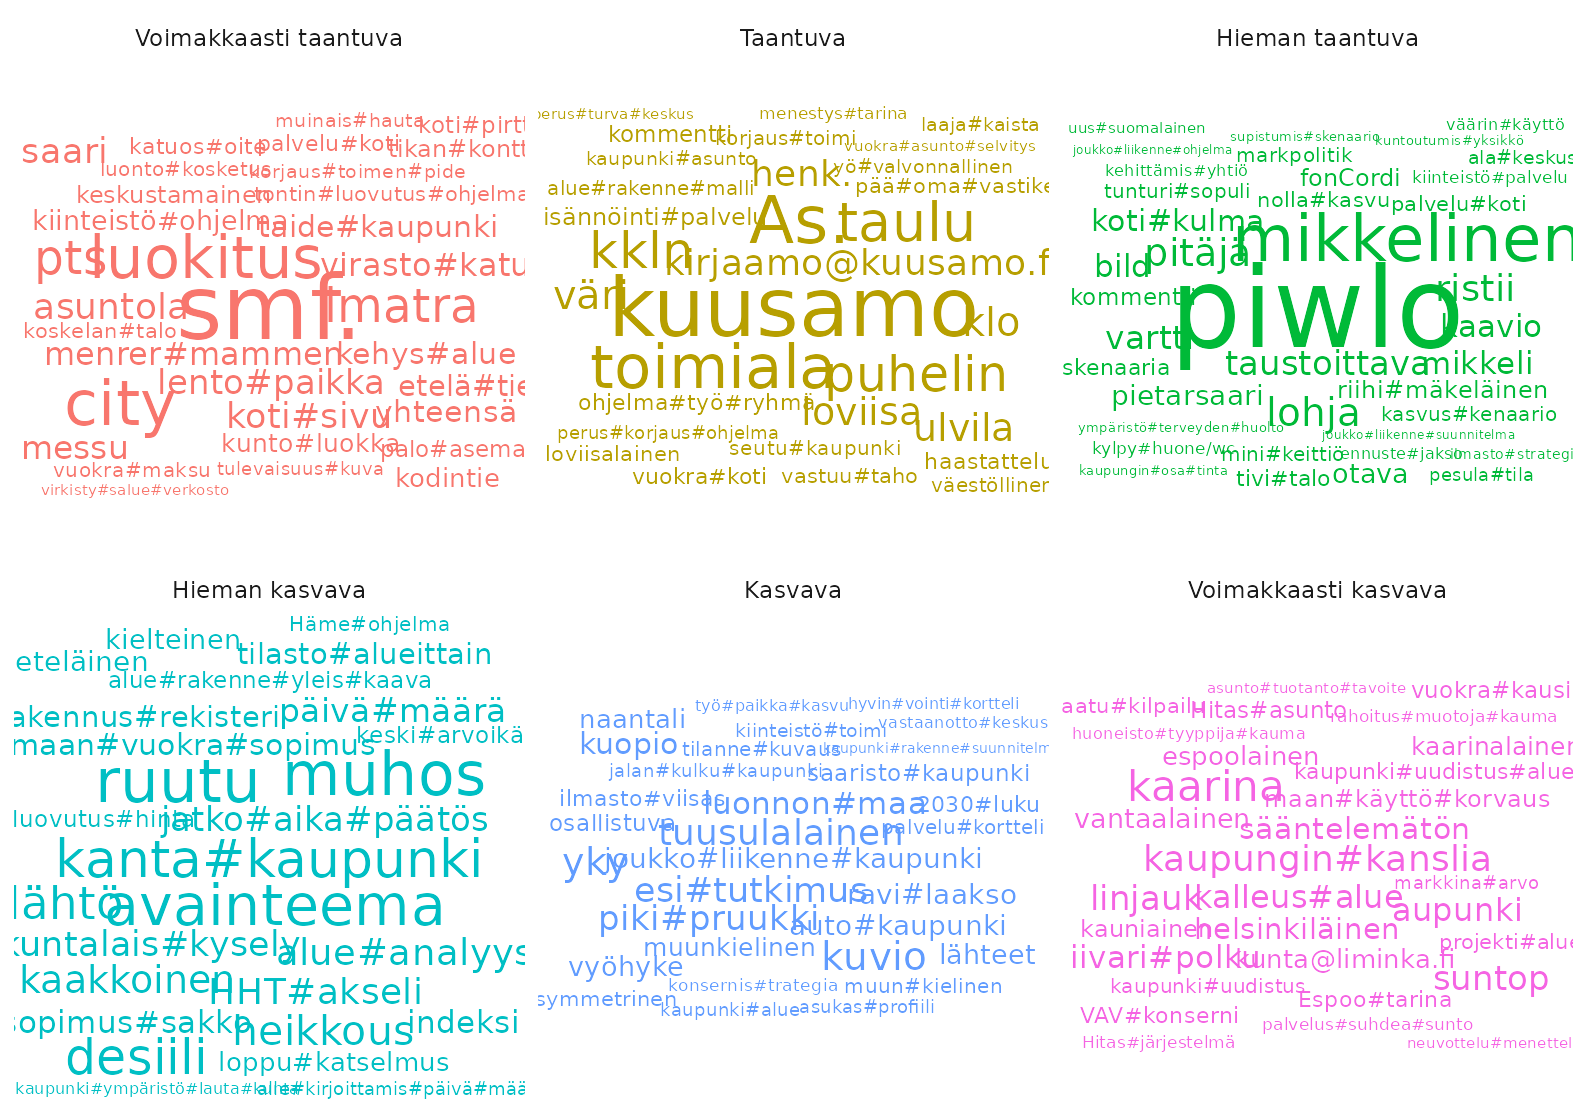 Voimakkaasti taantuva
muinais#hauta
koti#pirtt
saari
katuos#oite
palvelu#koti
tikan#kontt
luonto#kosketus
korjaus#toimen#pide
keskustamainen
tontin#luovutus#ohjelma
kiinteistö#ohjelma
taide#kaupunki
pts
luokitus
virasto#katu
asuntola
smf.
imatra
koskelan#talo
menrer#mammen
kehys#alue
lento#paikka
etelä#tie
city
koti#sivu
yhteensä
messu
kunto#luokka
palo#asema
vuokra#maksu
tulevaisuus#kuva
kodintie
virkisty#salue#verkosto
Taantuva
perus#turva#keskus
menestys#tarina
kommentti
korjaus#toimi
laaja#kaista
vuokra#asunto#selvitys
kaupunki#asunto
henk.
yö#valvonnallinen
alue#rakenne#malli
pää#oma#vastike
isännöinti#palvelu
As.
taulu
kkln
kirjaamo@kuusamo.f
väri
kuusamo
klo
toimiala
puhelin
ohjelma#työ#ryhmä
loviisa
ulvila
perus#korjaus#ohjelma
loviisalainen
seutu#kaupunki
haastattelu
vuokra#koti
vastuu#taho
väestöllinen
Hieman taantuva
uus#suomalainen
supistumis#skenaario
väärin#käyttö
kuntoutumis#yksikkö
joukko#liikenne#ohjelma
markpolitik
ala#keskus
kehittämis#yhtiö
fonCordi
kiinteistö#palvelu
tunturi#sopuli
nolla#kasvu
palvelu#koti
koti#kulma
mikkelinen
pitäjä
bild
kommentti
piwlo
ristii
vartti
kaavio
skenaaria
taustoittava
mikkeli
pietarsaari
riihi#mäkeläinen
lohja
kasvus#kenaario
ympäristö#terveyden#huolto
joukko#liikenne#suunnitelma
kylpy#huone/wc
mini#keittiö
ennuste#jakso
ilmasto#strategi
kaupungin#osa#tinta
tivi#talo
otava
pesula#tila
Hieman kasvava
Häme#ohjelma
kielteinen
eteläinen
tilasto#alueittain
alue#rakenne#yleis#kaava
akennus#rekisteri
päivä#määrä
maan#vuokra#sopimus
keski#arvoikä
ruutu
muhos
luovutus#hinta
jatko#aika#päätös
kanta#kaupunki
lähtö
avainteema
kuntalais#kysely
alue#analyys
kaakkoinen
HHT#akseli
sopimus#sakko
heikkous
indeksi
desiili
loppu#katselmus
kaupunki#ympäristö#lauta#kunta
alle#kirjoittamis#päivä#mää
Kasvava
työ#paikka#kasvu
hyvin#vointi#kortteli
naantali
kiinteistö#toimi
vastaanotto#keskus
kuopio
tilanne#kuvaus
kaupunki#rakenne#suunnitelm
jalan#kulku#kaupunki
saaristo#kaupunki
ilmasto#viisas
luonnon#maa
2030#luku
osallistuva
tuusulalainen
palvelu#kortteli
yky
joukko#liikenne#kaupunki
esi#tutkimus
ravi#laakso
piki#pruukki
auto#kaupunki
muunkielinen
kuvio
lähteet
vyöhyke
konsernis#trategia
muun#kielinen
symmetrinen
kaupunki#alue
asukas#profiili
Voimakkaasti kasvava
asunto#tuotanto#tavoite
vuokra#kausi
aatu#kilpailu
Hitas#asunto
rahoitus#muotoja#kauma
huoneisto#tyyppija#kauma
espoolainen
kaarinalainen
kaarina
kaupunki#uudistus#alue
maan#käyttö#korvaus
vantaalainen
sääntelemätön
kaupungin#kanslia
markkina#arvo
linjauk
kalleus#alue
aupunki
kauniainen
helsinkiläinen
projekti#alue
iivari#polku
kunta@liminka.fi
suntop
kaupunki#uudistus
Espoo#tarina
VAV#konserni
palvelus#suhdea#sunto
Hitas#järjestelmä
neuvottelu#menettel